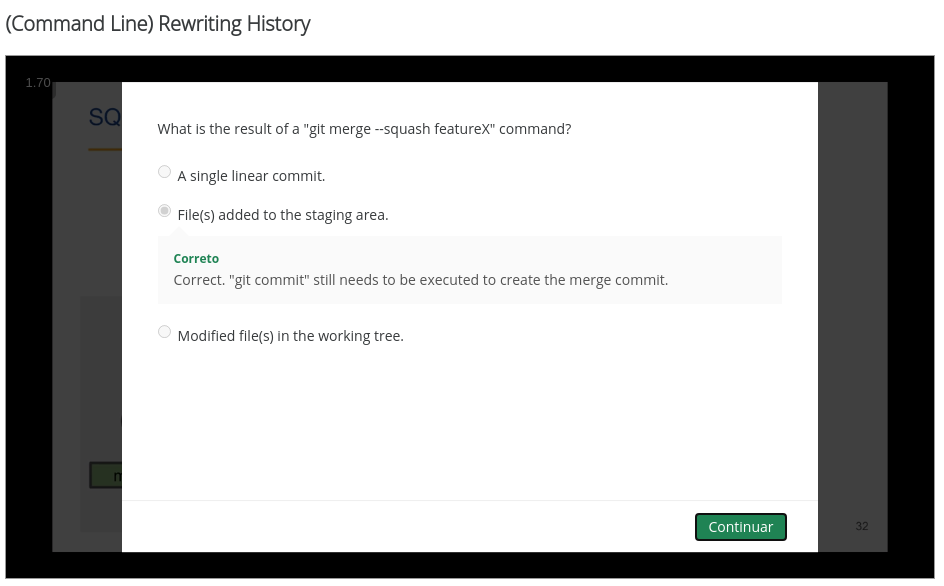 (Command Line) Rewriting History
1.70
SQ
What is the result of a "git merge --squash featureX" command?
A single linear commit.
File(s) added to the staging area.
Correto
Correct. "git commit" still needs to be executed to create the merge commit.
Modified file(s) in the working tree.
Continuar
32